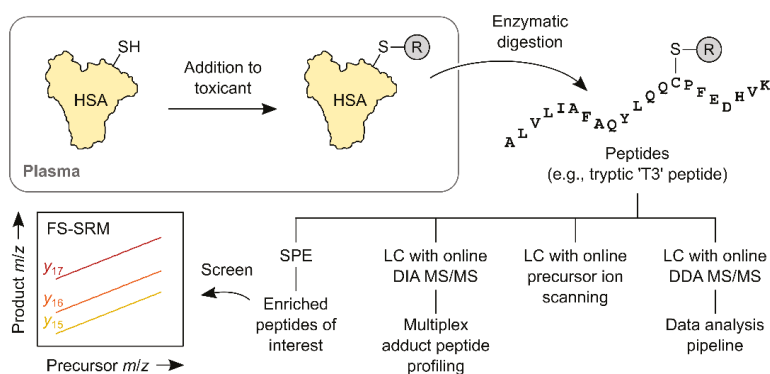 SH
HSA
Addition to
toxicant
S R
HSA
Plasma
Enzymatic
digestion
S R
ALVLIAFAQYLQQCPFEDHVK
Peptides
(e.g., tryptic 'T3' peptide)
FS-SRM
y17
y16
y15
Product m/z
Precursor m/z
Screen
SPE
Enriched
peptides of
interest
LC with online
DIA MS/MS
Multiplex
adduct peptide
profiling
LC with online
precursor ion
scanning
LC with online
DDA MS/MS
Data analysis
pipeline